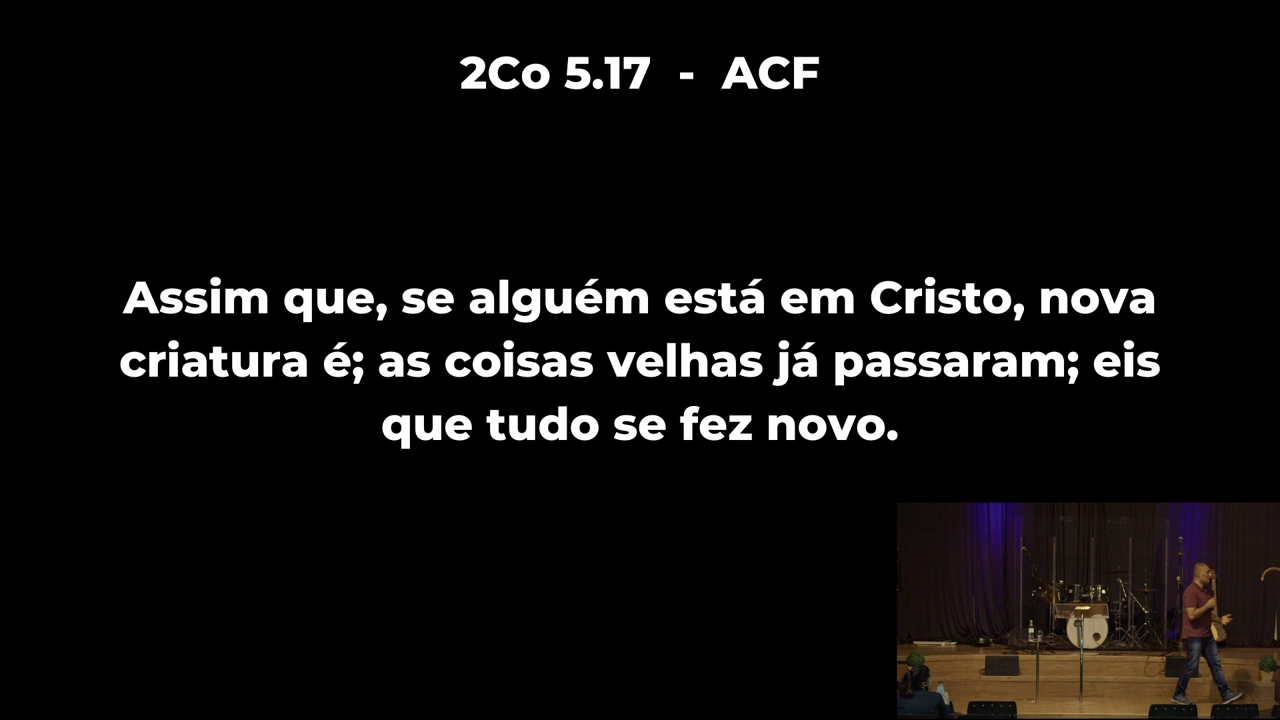 2Co 5.17 - ACF
Assim que, se alguém está em Cristo, nova
criatura é; as coisas velhas já passaram; eis
que tudo se fez novo.